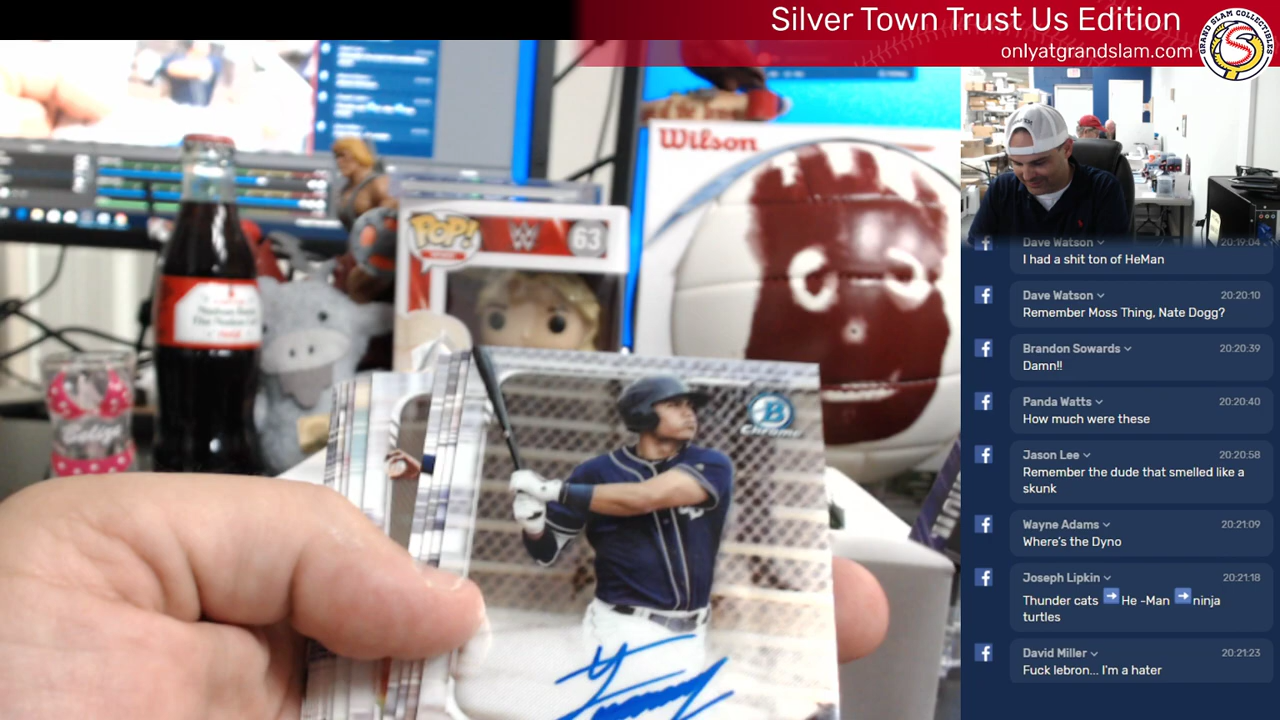 Silver Town Trust Us Edition
onlyatgrandslam.com
GRAND SLAM COLLECTIBLES
Wilson
POP!
W
63
B
Chrome
Dave Watson 20:19:04
I had a shit ton of HeMan
Dave Watson 20:20:10
Remember Moss Thing, Nate Dogg?
Brandon Sowards 20:20:39
Damn!!
Panda Watts 20:20:40
How much were these
Jason Lee 20:20:58
Remember the dude that smelled like a
skunk
Wayne Adams 20:21:09
Where's the Dyno
Joseph Lipkin 20:21:18
Thunder cats ➡ He -Man ➡ ninja
turtles
David Miller 20:21:23
Fuck lebron... I'm a hater